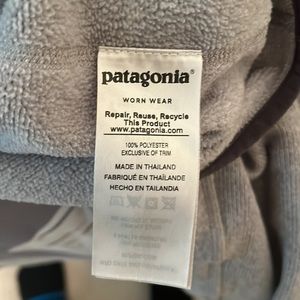 patagonia®
WORN WEAR
Repair, Reuse, Recycle
This Product
www.patagonia.com
100% POLYESTER
EXCLUSIVE OF TRIM
MADE IN THAILAND
FABRIQUÉ EN THAÏLANDE
HECHO EN TAILANDIA